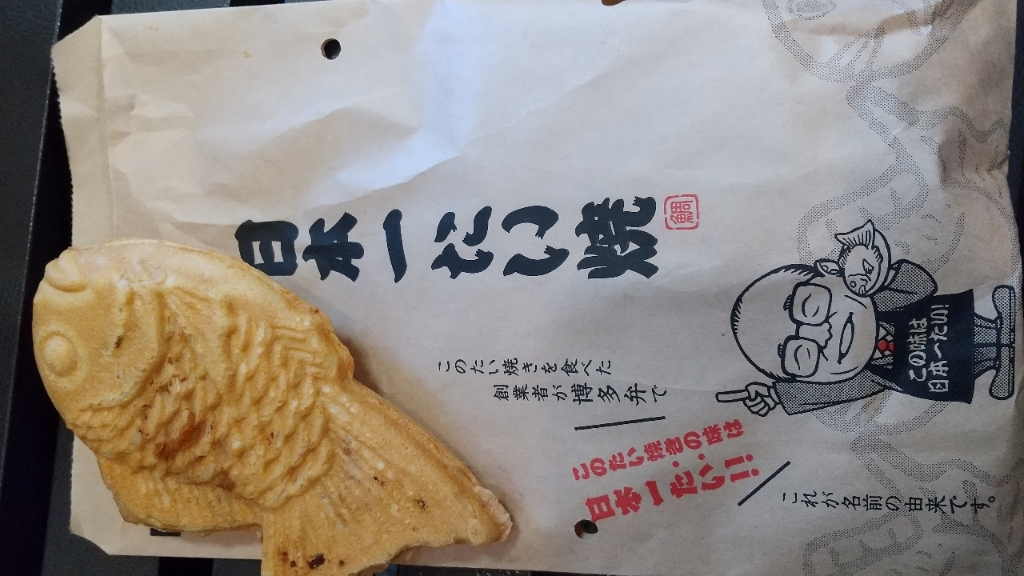 日本一たい焼
鯛
このたい焼きを食べた
創業者が博多弁で
このたい焼きの味は
日本一たい!!
これが名前の由来です。
この味は
日本一たい!